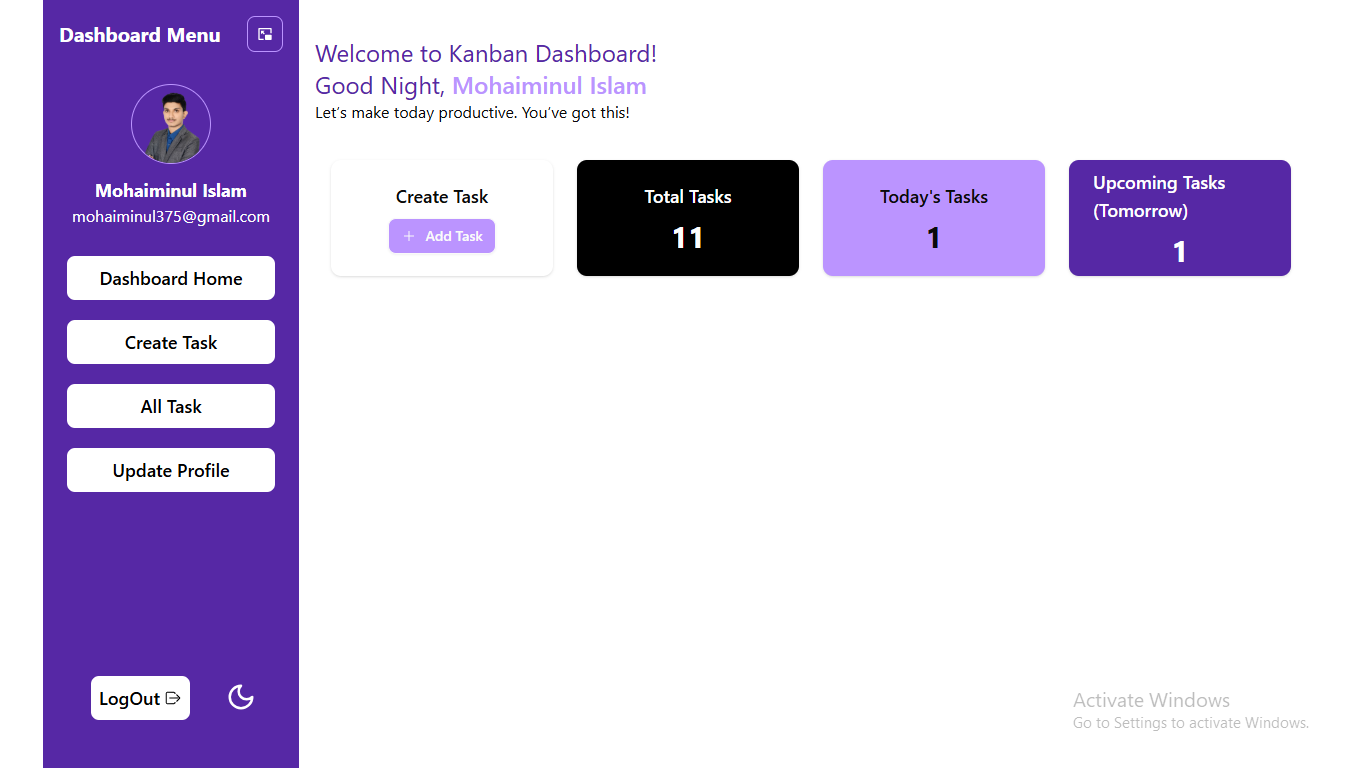 Dashboard Menu
Mohaiminul Islam
mohaiminul375@gmail.com
Dashboard Home
Create Task
All Task
Update Profile
LogOut
Welcome to Kanban Dashboard!
Good Night, Mohaiminul Islam
Let’s make today productive. You’ve got this!
Create Task
+ Add Task
Total Tasks
11
Today's Tasks
1
Upcoming Tasks
(Tomorrow)
1
Activate Windows
Go to Settings to activate Windows.